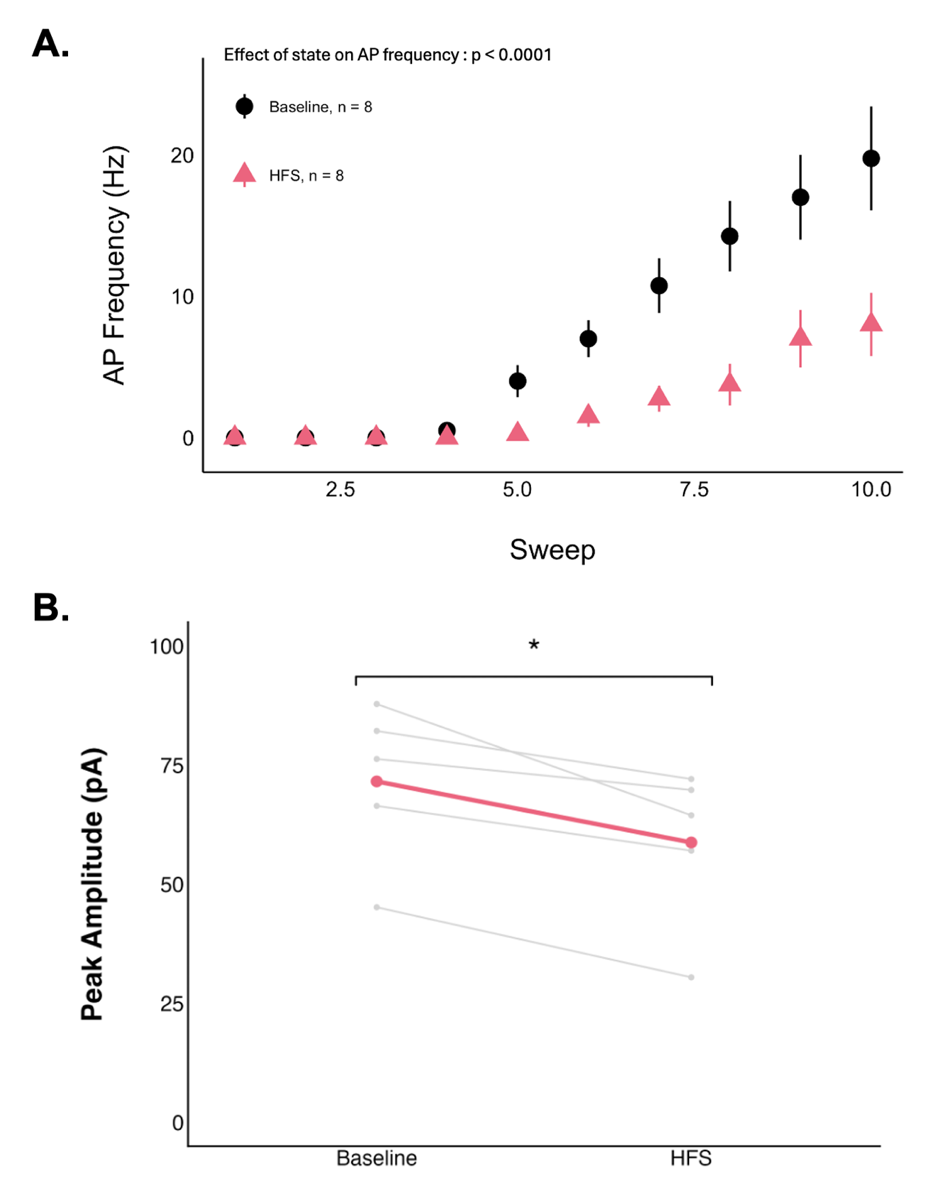 A.
Effect of state on AP frequency : p < 0.0001
Baseline, n = 8
HFS, n = 8
AP Frequency (Hz)
20
10
0
2.5 5.0 7.5 10.0
Sweep
B.
*
Peak Amplitude (pA)
100
75
50
25
0
Baseline HFS